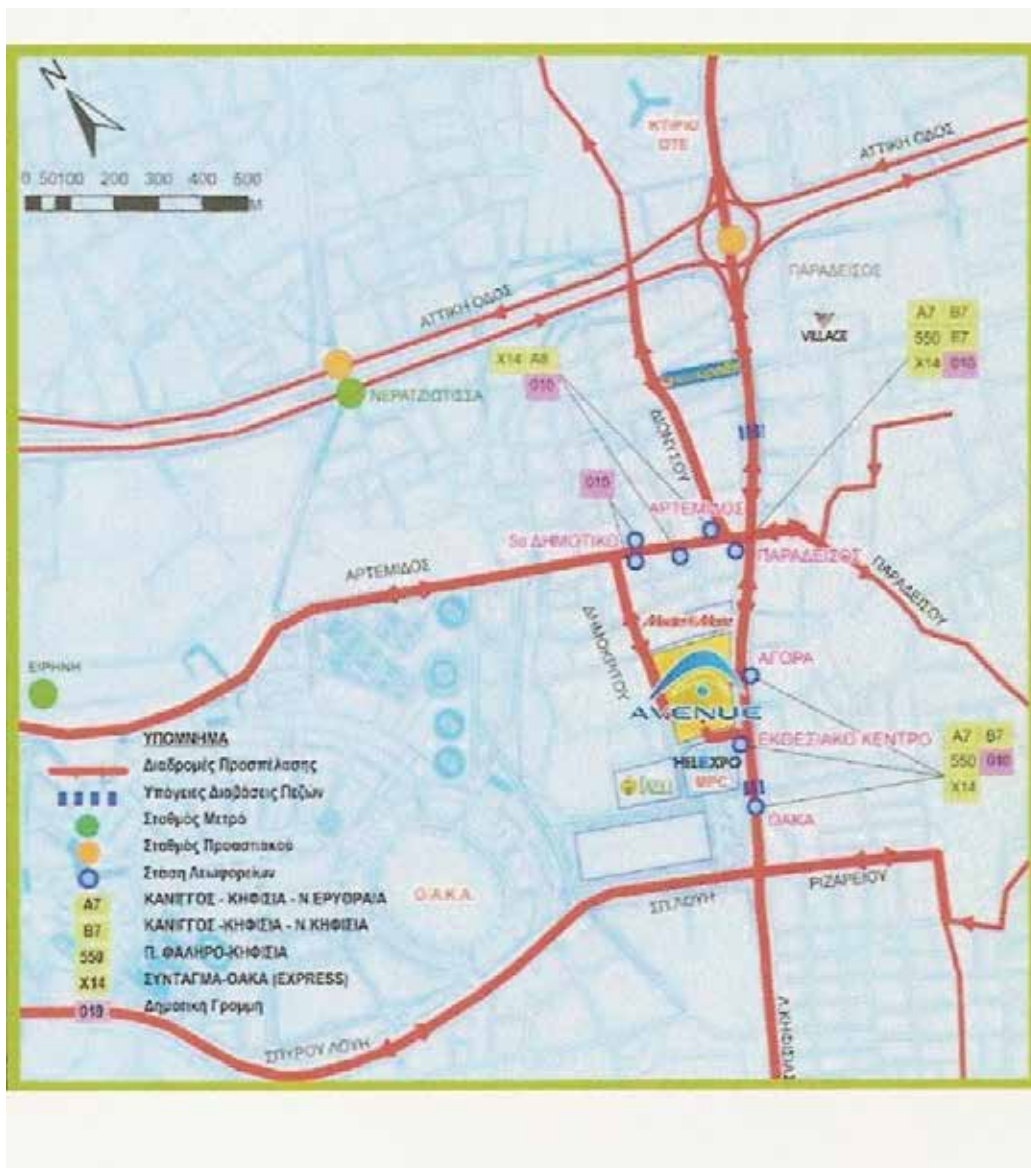 N
0 50100 200 300 400 500
M
ΚΤΙΡΙΟ
ΟΤΕ
ΑΤΤΙΚΗ ΟΔΟΣ
ΠΑΡΑΔΕΙΣΟΣ
ΑΤΤΙΚΗ ΟΔΟΣ
VILLAGE
A7 B7
550 E7
X14 010
X14 A8
010
ΝΕΡΑΤΖΙΩΤΙΣΣΑ
ΔΙΟΝΥΣΟΥ
010
ΑΡΤΕΜΙΔΟΣ
5ο ΔΗΜΟΤΙΚΟ
ΠΑΡΑΔΕΙΣΟΣ
ΑΡΤΕΜΙΔΟΣ
ΠΑΡΑΔΕΙΣΟΥ
ΔΗΜΟΚΡΙΤΟΥ
Media Markt
ΑΓΟΡΑ
ΕΙΡΗΝΗ
AVENUE
ΕΚΘΕΣΙΑΚΟ ΚΕΝΤΡΟ
A7 B7
550 010
X14
HELEXPO
MPC
ΟΑΚΑ
ΥΠΟΜΝΗΜΑ
Διαδρομές Προσπέλασης
Υπόγειες Διαβάσεις Πεζών
Σταθμός Μετρό
Σταθμός Προαστιακού
Στάση Λεωφορείων
A7 ΚΑΝΙΓΓΟΣ - ΚΗΦΙΣΙΑ - Ν.ΕΡΥΘΡΑΙΑ
B7 ΚΑΝΙΓΓΟΣ -ΚΗΦΙΣΙΑ - Ν.ΚΗΦΙΣΙΑ
550 Π. ΦΑΛΗΡΟ-ΚΗΦΙΣΙΑ
X14 ΣΥΝΤΑΓΜΑ-ΟΑΚΑ (EXPRESS)
010 Δημοτική Γραμμή
Ο.Α.Κ.Α.
ΣΠ.ΛΟΥΗ
ΡΙΖΑΡΕΙΟΥ
ΣΠΥΡΟΥ ΛΟΥΗ
Λ.ΚΗΦΙΣΙΑΣ